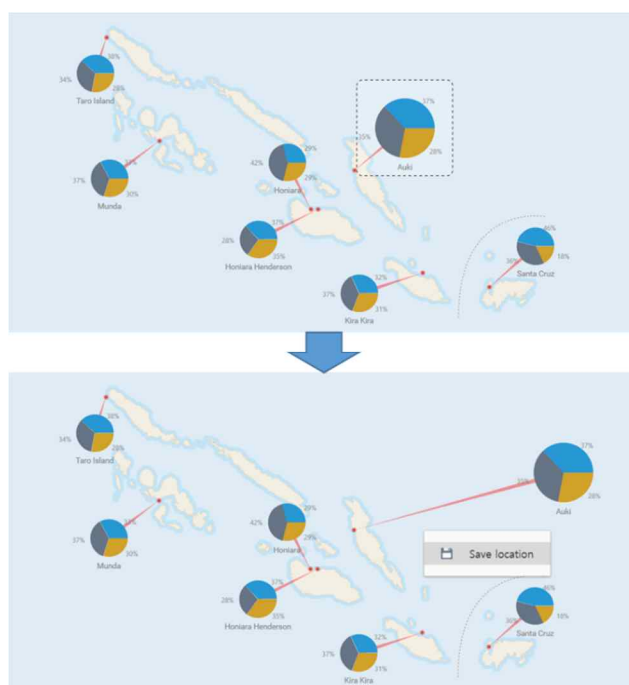 38%
34%
28%
Taro Island
37%
35%
28%
Auki
33%
37%
30%
Munda
29%
42%
29%
Honiara
37%
28%
35%
Honiara Henderson
46%
36%
18%
Santa Cruz
32%
37%
31%
Kira Kira
38%
34%
28%
Taro Island
37%
35%
28%
Auki
33%
37%
30%
Munda
29%
42%
29%
Honiara
Save location
37%
28%
35%
Honiara Henderson
46%
36%
18%
Santa Cruz
32%
37%
31%
Kira Kira